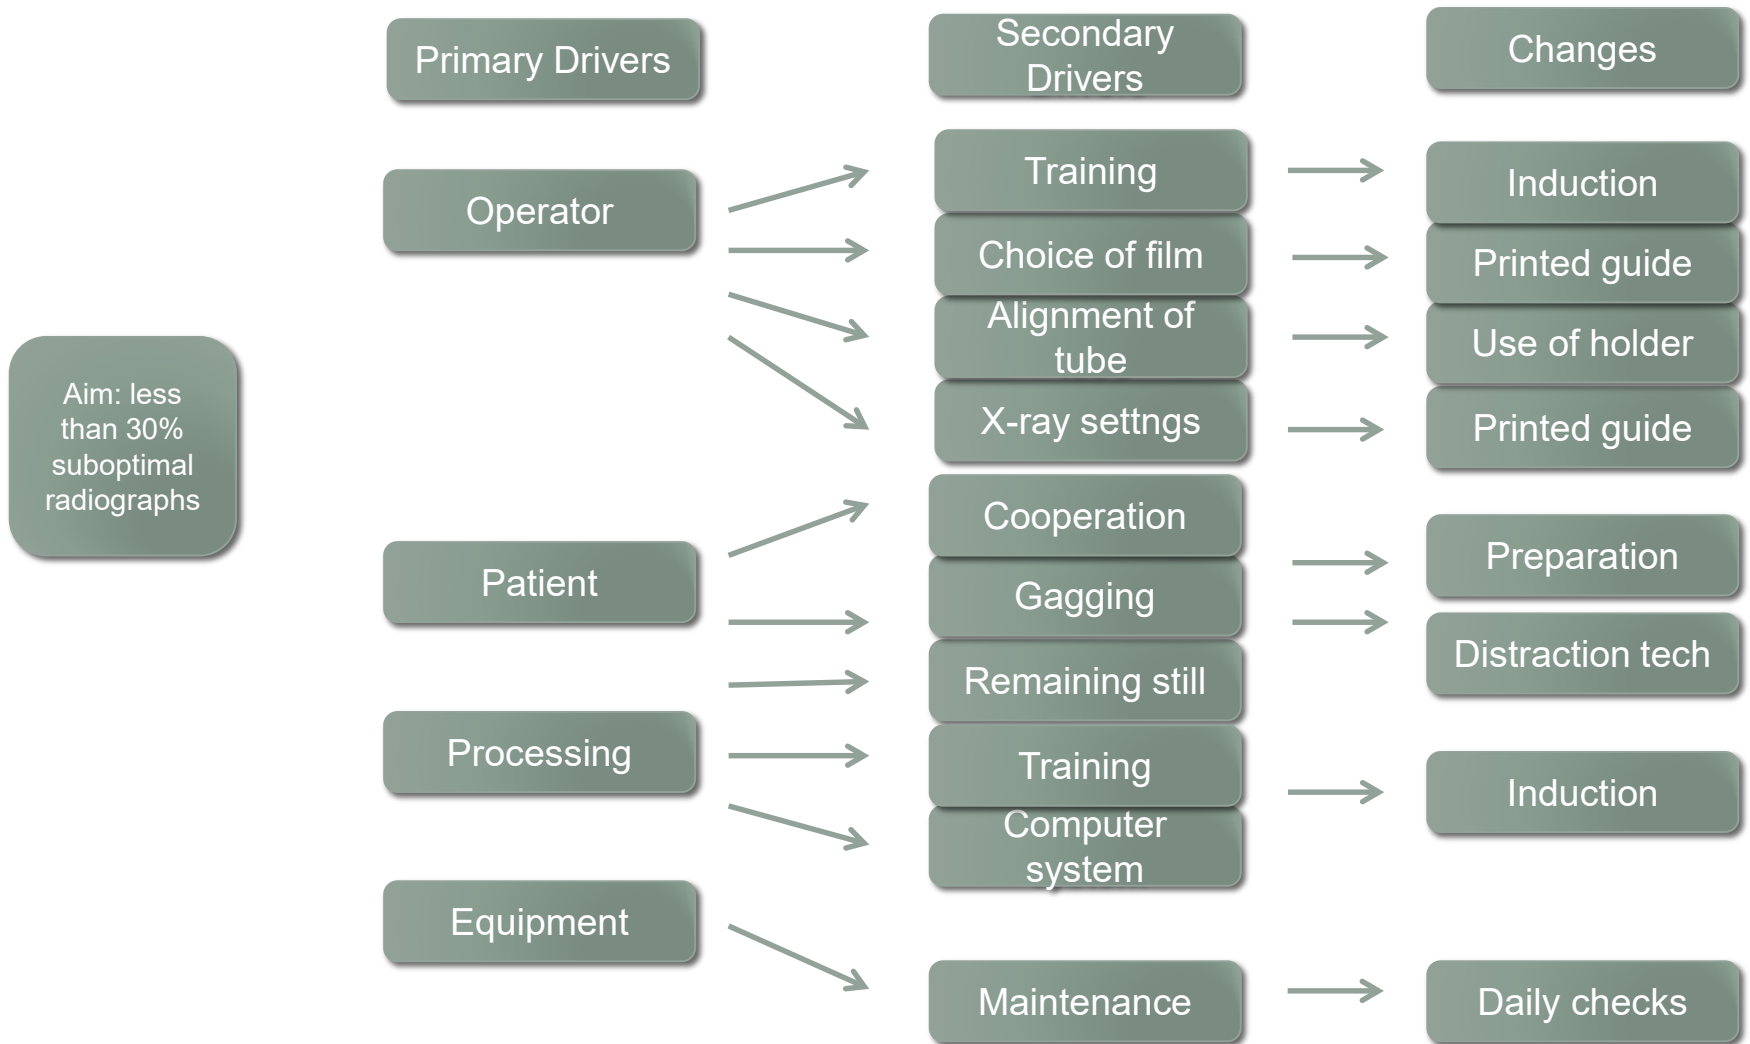 Primary Drivers
Secondary
Drivers
Changes
Aim: less
than 30%
suboptimal
radiographs
Operator
Training
Induction
Choice of film
Printed guide
Alignment of
tube
Use of holder
X-ray settngs
Printed guide
Patient
Cooperation
Preparation
Gagging
Distraction tech
Remaining still
Processing
Training
Induction
Computer
system
Equipment
Maintenance
Daily checks